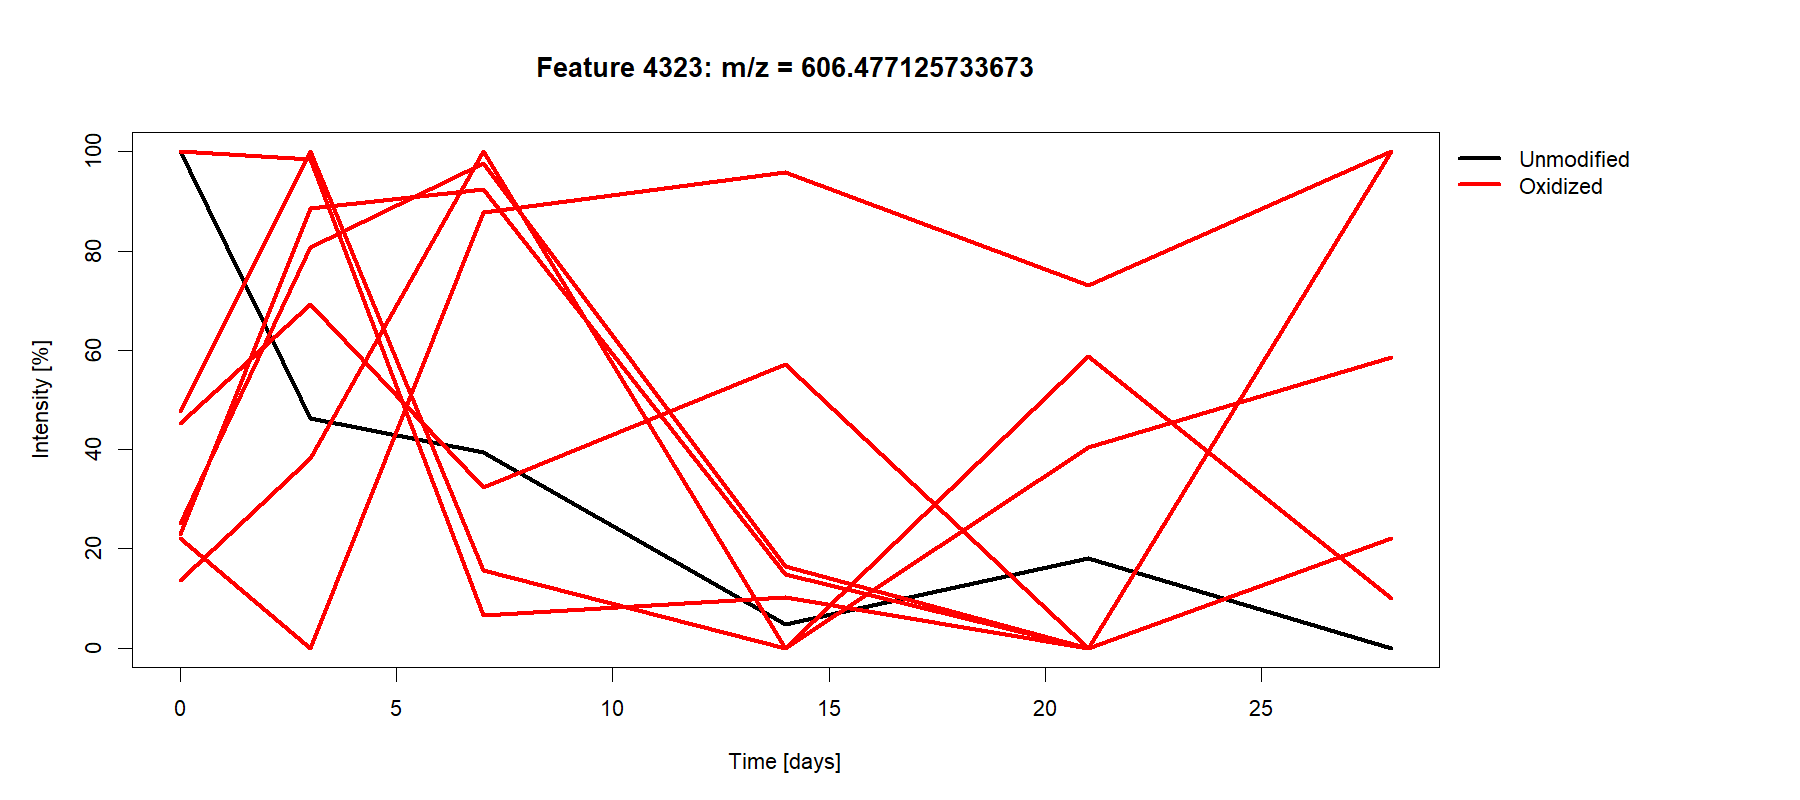 Feature 4323: m/z = 606.477125733673
Unmodified
Oxidized
Intensity [%]
100
80
60
40
20
0
0 5 10 15 20 25
Time [days]